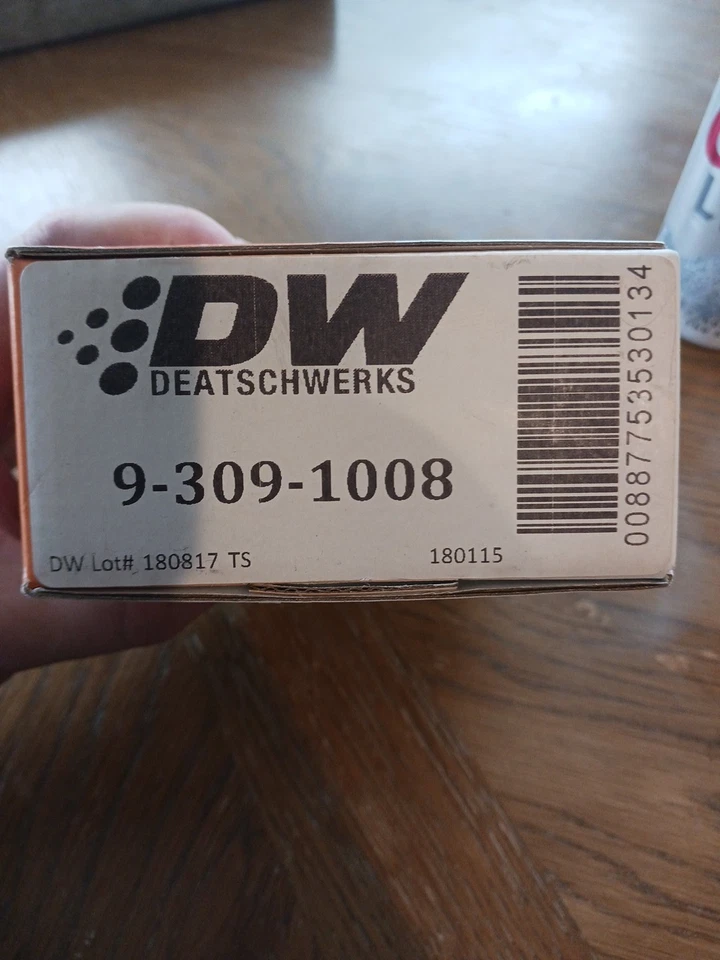 DW
DEATSCHWERKS
9-309-1008
DW Lot# 180817 TS
180115
00887753530134
L